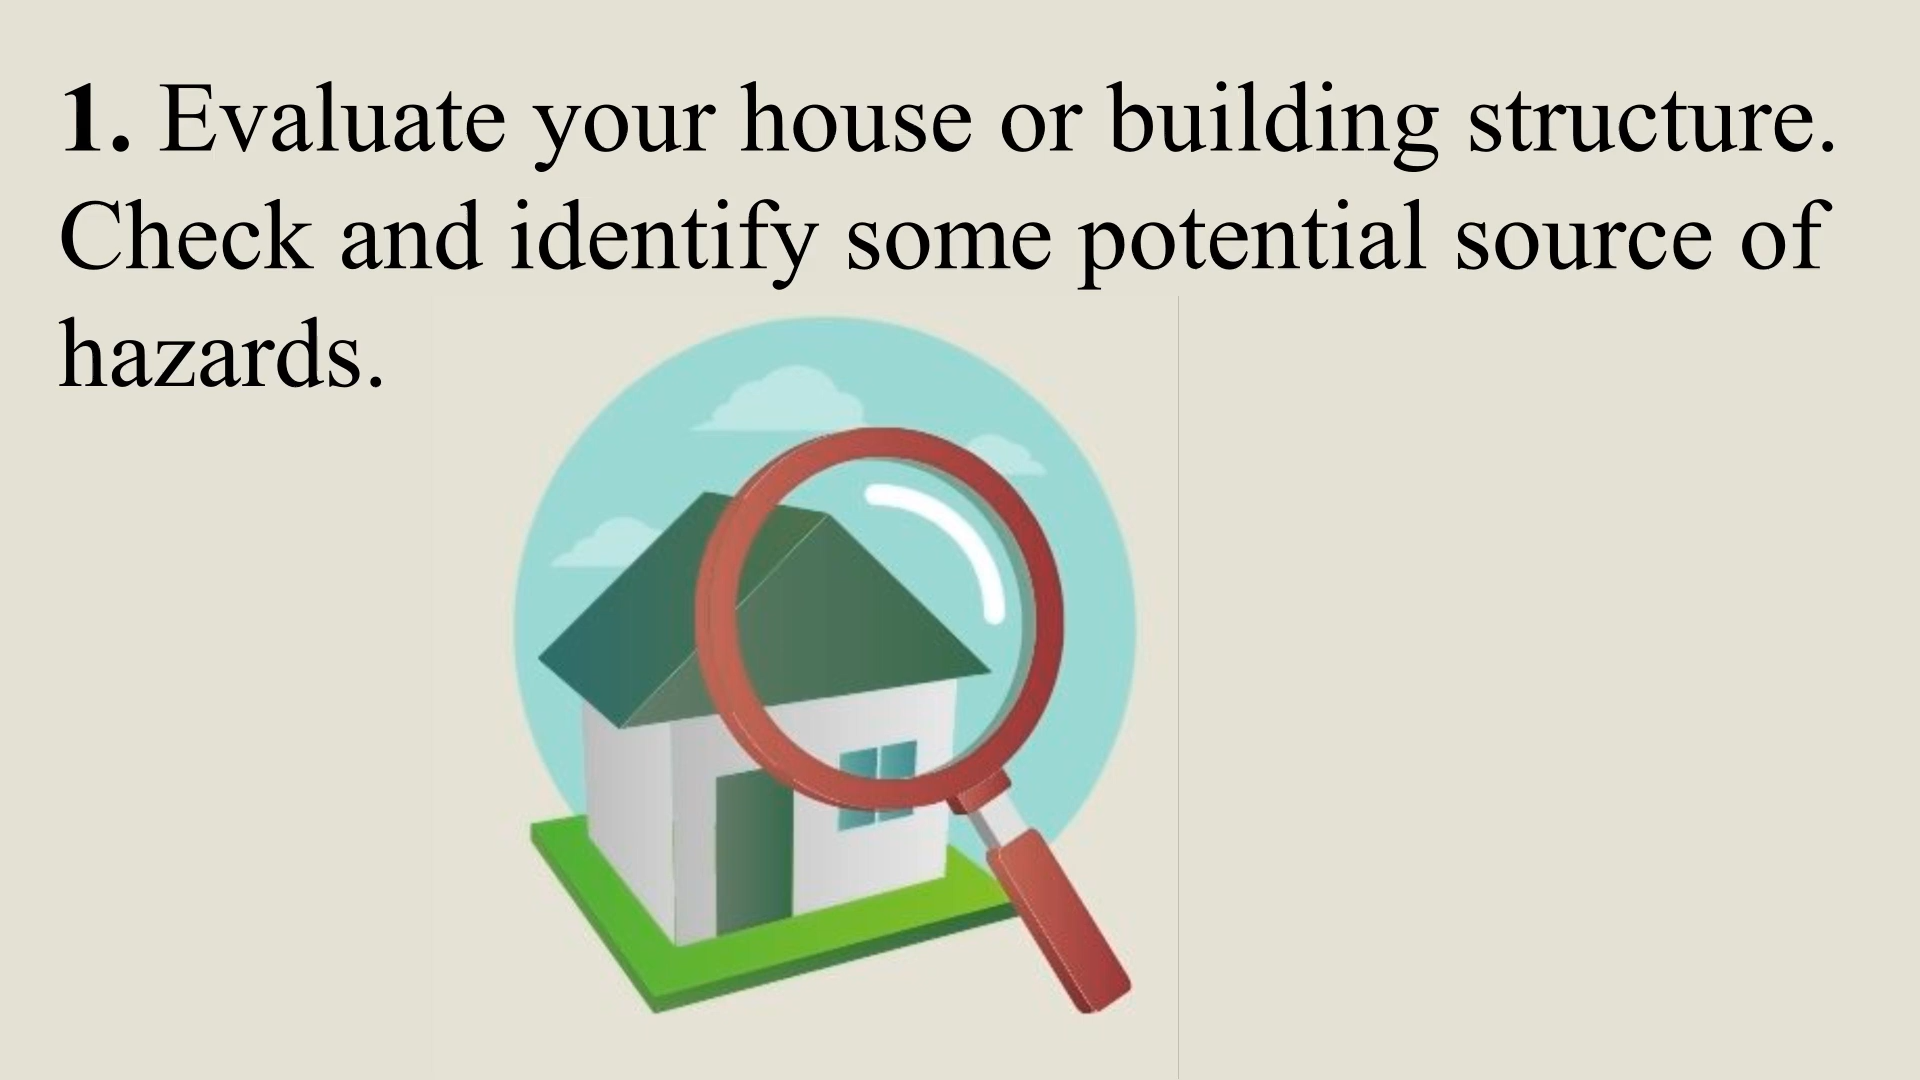 1. Evaluate your house or building structure.
Check and identify some potential source of
hazards.